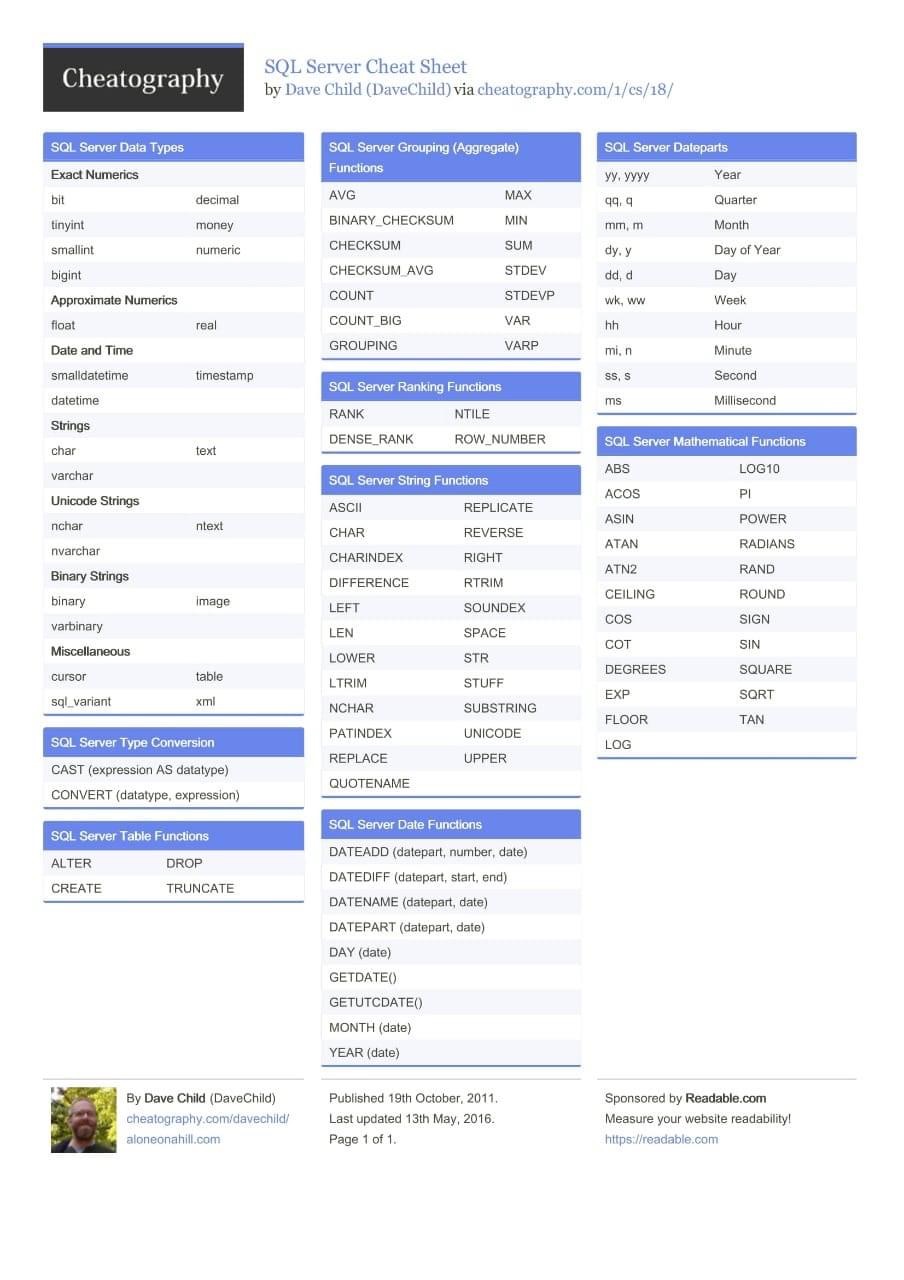 Cheatography
SQL Server Cheat Sheet
by Dave Child (DaveChild) via cheatography.com/1/cs/18/
SQL Server Data Types
Exact Numerics
bit decimal
tinyint money
smallint numeric
bigint
Approximate Numerics
float real
Date and Time
smalldatetime timestamp
datetime
Strings
char text
varchar
Unicode Strings
nchar ntext
nvarchar
Binary Strings
binary image
varbinary
Miscellaneous
cursor table
sql_variant xml
SQL Server Type Conversion
CAST (expression AS datatype)
CONVERT (datatype, expression)
SQL Server Table Functions
ALTER DROP
CREATE TRUNCATE
SQL Server Grouping (Aggregate)
Functions
AVG MAX
BINARY_CHECKSUM MIN
CHECKSUM SUM
CHECKSUM_AVG STDEV
COUNT STDEVP
COUNT_BIG VAR
GROUPING VARP
SQL Server Ranking Functions
RANK NTILE
DENSE_RANK ROW_NUMBER
SQL Server String Functions
ASCII REPLICATE
CHAR REVERSE
CHARINDEX RIGHT
DIFFERENCE RTRIM
LEFT SOUNDEX
LEN SPACE
LOWER STR
LTRIM STUFF
NCHAR SUBSTRING
PATINDEX UNICODE
REPLACE UPPER
QUOTENAME
SQL Server Date Functions
DATEADD (datepart, number, date)
DATEDIFF (datepart, start, end)
DATENAME (datepart, date)
DATEPART (datepart, date)
DAY (date)
GETDATE()
GETUTCDATE()
MONTH (date)
YEAR (date)
SQL Server Dateparts
yy, yyyy Year
qq, q Quarter
mm, m Month
dy, y Day of Year
dd, d Day
wk, ww Week
hh Hour
mi, n Minute
ss, s Second
ms Millisecond
SQL Server Mathematical Functions
ABS LOG10
ACOS PI
ASIN POWER
ATAN RADIANS
ATN2 RAND
CEILING ROUND
COS SIGN
COT SIN
DEGREES SQUARE
EXP SQRT
FLOOR TAN
LOG
By Dave Child (DaveChild)
cheatography.com/davechild/
aloneonahill.com
Published 19th October, 2011.
Last updated 13th May, 2016.
Page 1 of 1.
Sponsored by Readable.com
Measure your website readability!
https://readable.com